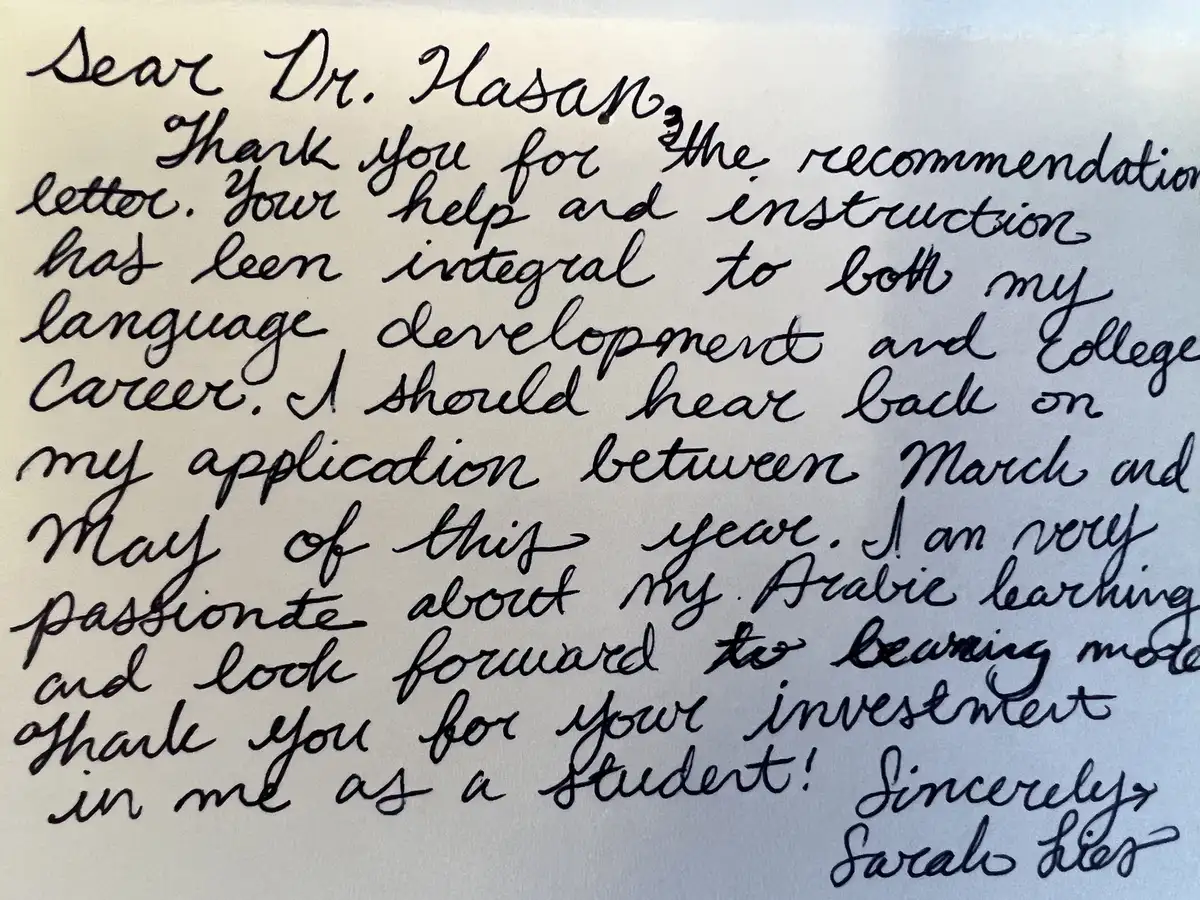 Dear Dr. Hasan,
Thank you for the recommendation
letter. Your help and instruction
has been integral to both my
language development and College
Career. I should hear back on
my application between March and
May of this year. I am very
passionate about my Arabic learning
and look forward to learning more
Thank you for your investment
in me as a student! Sincerely,
Sarah